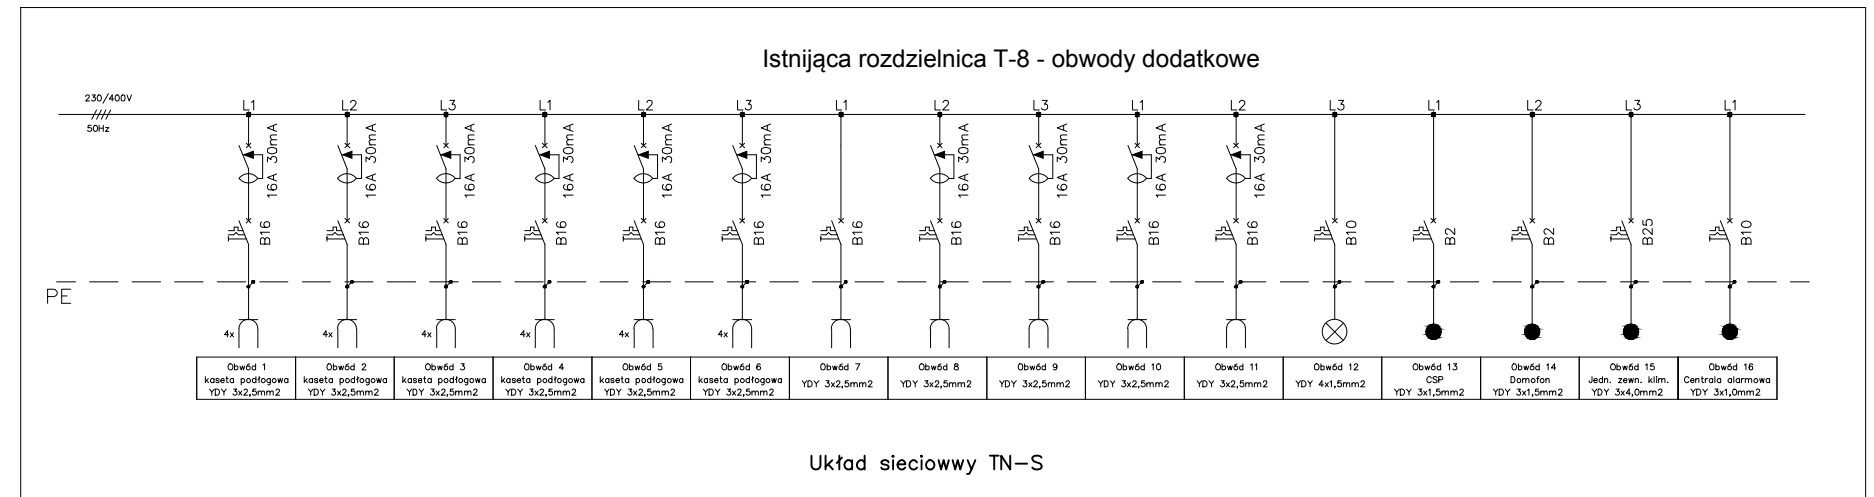 Istnijąca rozdzielnica T-8 - obwody dodatkowe
230/400V
50Hz
L1 L2 L3 L1 L2 L3 L1 L2 L3 L1 L2 L3 L1 L2 L3 L1
16A 30mA 16A 30mA 16A 30mA 16A 30mA 16A 30mA 16A 30mA 16A 30mA 16A 30mA 16A 30mA 16A 30mA
B16 B16 B16 B16 B16 B16 B16 B16 B16 B16 B16 B10 B2 B2 B25 B10
PE
4x 4x 4x 4x 4x 4x
Obwód 1
kaseta podłogowa
YDY 3x2,5mm2
Obwód 2
kaseta podłogowa
YDY 3x2,5mm2
Obwód 3
kaseta podłogowa
YDY 3x2,5mm2
Obwód 4
kaseta podłogowa
YDY 3x2,5mm2
Obwód 5
kaseta podłogowa
YDY 3x2,5mm2
Obwód 6
kaseta podłogowa
YDY 3x2,5mm2
Obwód 7
YDY 3x2,5mm2
Obwód 8
YDY 3x2,5mm2
Obwód 9
YDY 3x2,5mm2
Obwód 10
YDY 3x2,5mm2
Obwód 11
YDY 3x2,5mm2
Obwód 12
YDY 4x1,5mm2
Obwód 13
CSP
YDY 3x1,5mm2
Obwód 14
Domofon
YDY 3x1,5mm2
Obwód 15
Jedn. zewn. klim.
YDY 3x4,0mm2
Obwód 16
Centrala alarmowa
YDY 3x1,0mm2
Układ sieciowwy TN-S